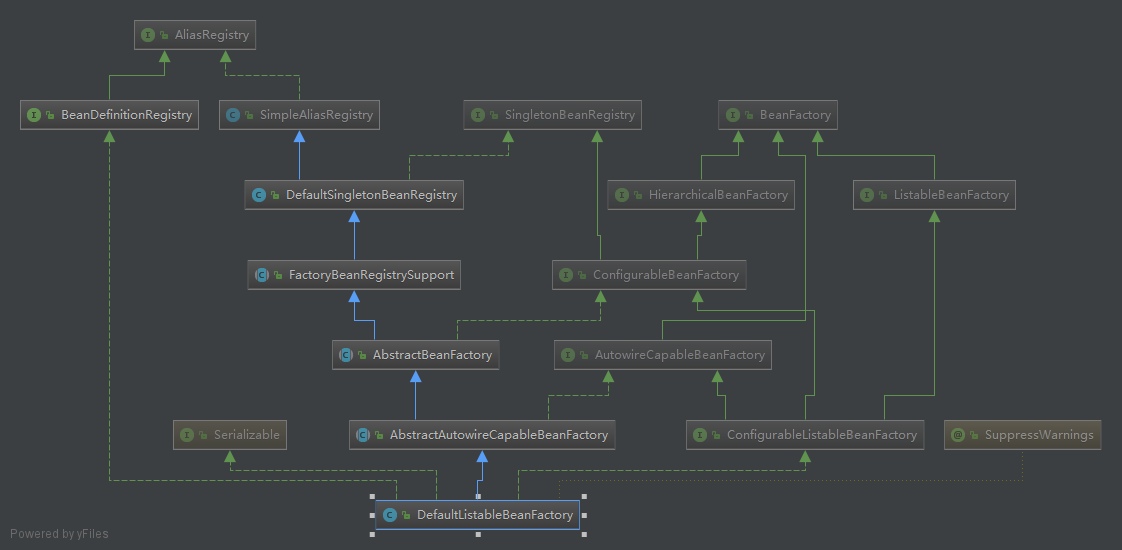 AliasRegistry
BeanDefinitionRegistry
SimpleAliasRegistry
SingletonBeanRegistry
BeanFactory
DefaultSingletonBeanRegistry
HierarchicalBeanFactory
ListableBeanFactory
FactoryBeanRegistrySupport
ConfigurableBeanFactory
AbstractBeanFactory
AutowireCapableBeanFactory
Serializable
AbstractAutowireCapableBeanFactory
ConfigurableListableBeanFactory
SuppressWarnings
DefaultListableBeanFactory
Powered by yFiles